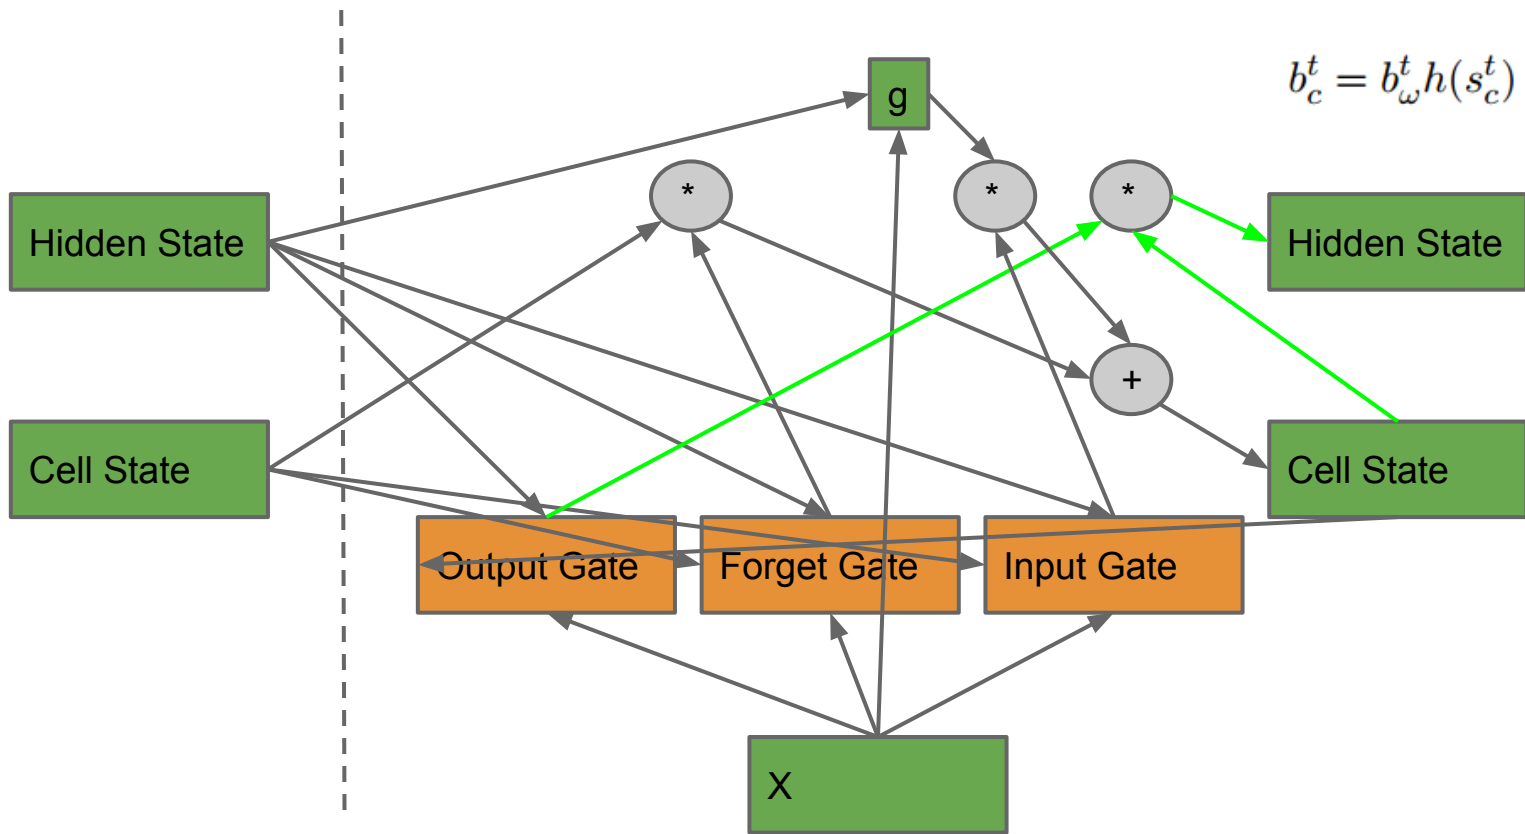 b_c^t = b_ω^t h(s_c^t)
g
*
*
*
Hidden State
Hidden State
+
Cell State
Cell State
Output Gate
Forget Gate
Input Gate
X